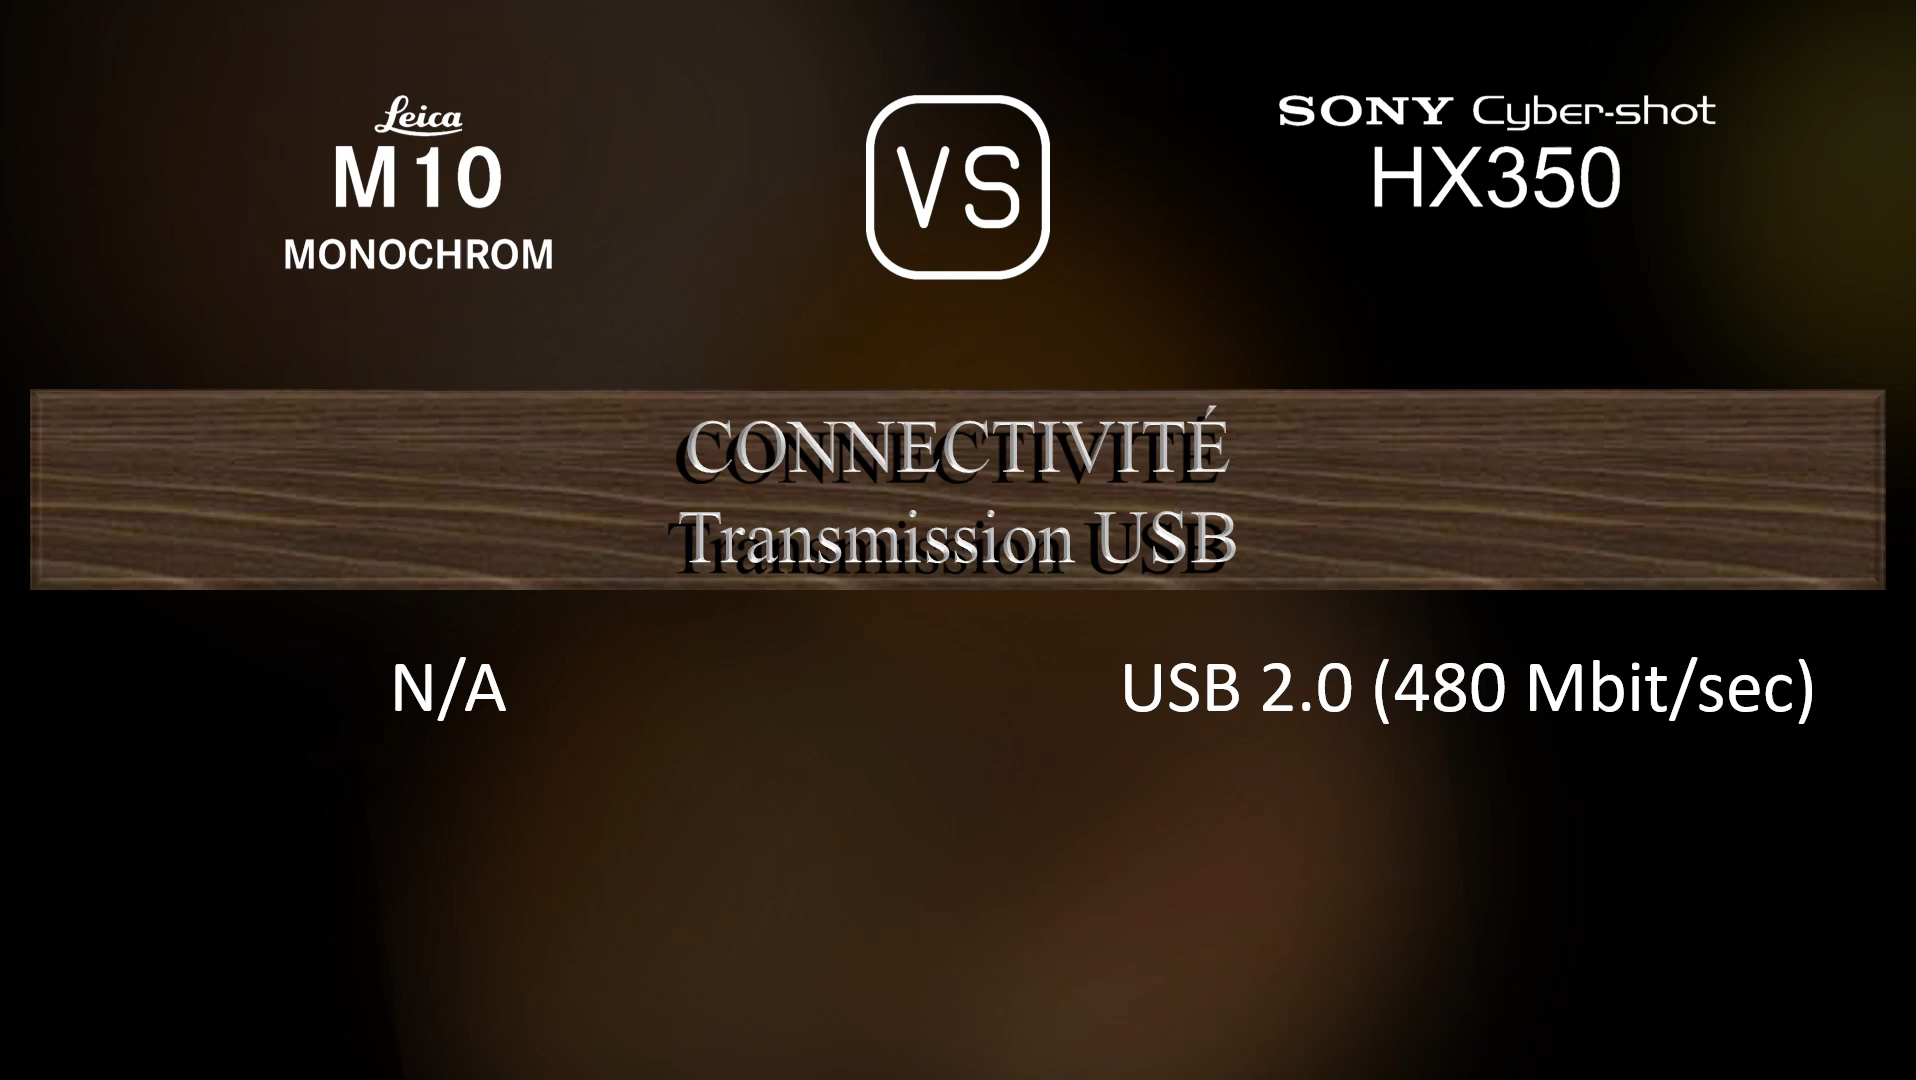 Leica
M10
MONOCHROM
VS
SONY Cyber-shot
HX350
CONNECTIVITÉ
Transmission USB
N/A
USB 2.0 (480 Mbit/sec)